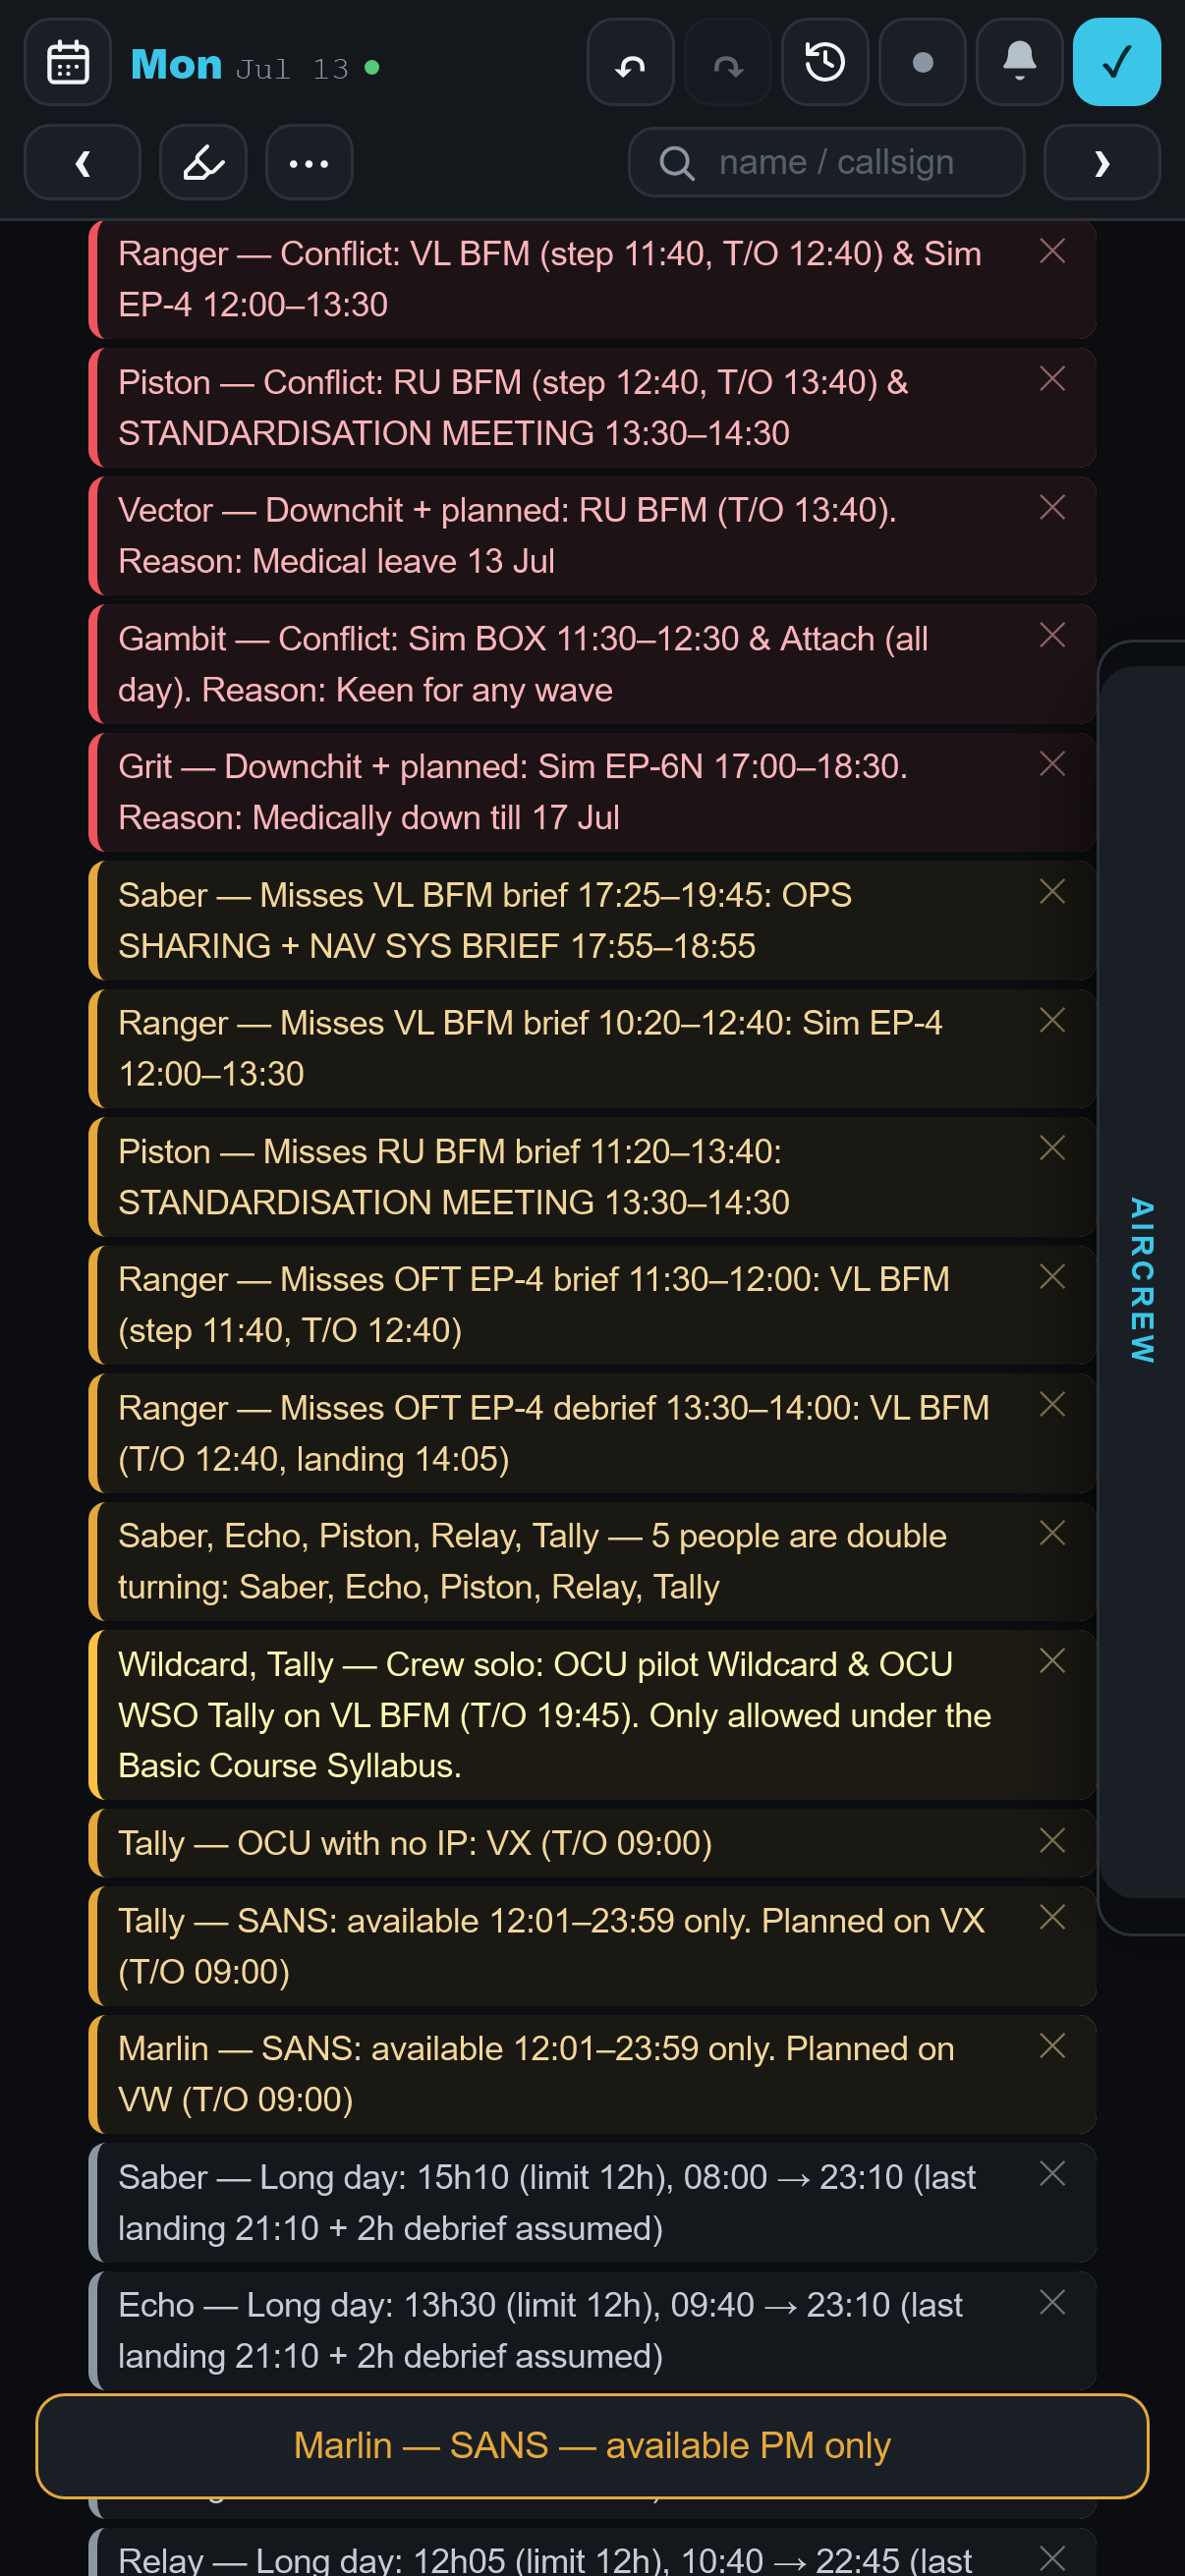 Mon Jul 13
name / callsign
Ranger — Conflict: VL BFM (step 11:40, T/O 12:40) & Sim
EP-4 12:00–13:30
Piston — Conflict: RU BFM (step 12:40, T/O 13:40) &
STANDARDISATION MEETING 13:30–14:30
Vector — Downchit + planned: RU BFM (T/O 13:40).
Reason: Medical leave 13 Jul
Gambit — Conflict: Sim BOX 11:30–12:30 & Attach (all
day). Reason: Keen for any wave
Grit — Downchit + planned: Sim EP-6N 17:00–18:30.
Reason: Medically down till 17 Jul
Saber — Misses VL BFM brief 17:25–19:45: OPS
SHARING + NAV SYS BRIEF 17:55–18:55
Ranger — Misses VL BFM brief 10:20–12:40: Sim EP-4
12:00–13:30
Piston — Misses RU BFM brief 11:20–13:40:
STANDARDISATION MEETING 13:30–14:30
AIRCREW
Ranger — Misses OFT EP-4 brief 11:30–12:00: VL BFM
(step 11:40, T/O 12:40)
Ranger — Misses OFT EP-4 debrief 13:30–14:00: VL BFM
(T/O 12:40, landing 14:05)
Saber, Echo, Piston, Relay, Tally — 5 people are double
turning: Saber, Echo, Piston, Relay, Tally
Wildcard, Tally — Crew solo: OCU pilot Wildcard & OCU
WSO Tally on VL BFM (T/O 19:45). Only allowed under the
Basic Course Syllabus.
Tally — OCU with no IP: VX (T/O 09:00)
Tally — SANS: available 12:01–23:59 only. Planned on VX
(T/O 09:00)
Marlin — SANS: available 12:01–23:59 only. Planned on
VW (T/O 09:00)
Saber — Long day: 15h10 (limit 12h), 08:00 → 23:10 (last
landing 21:10 + 2h debrief assumed)
Echo — Long day: 13h30 (limit 12h), 09:40 → 23:10 (last
landing 21:10 + 2h debrief assumed)
Marlin — SANS — available PM only
Relay — Long day: 12h05 (limit 12h), 10:40 → 22:45 (last